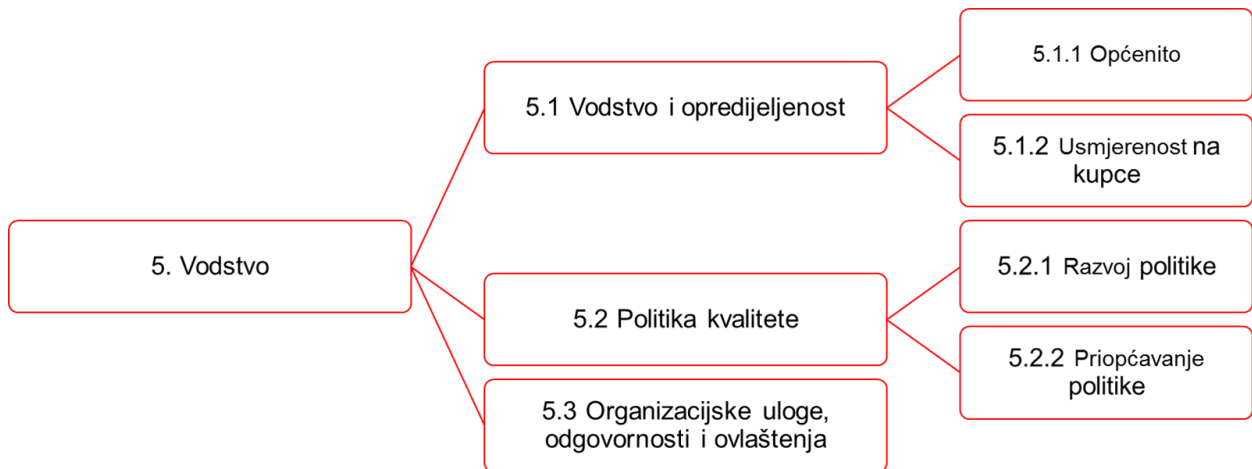 5. Vodstvo
5.1 Vodstvo i opredijeljenost
5.1.1 Općenito
5.1.2 Usmjerenost na
kupce
5.2 Politika kvalitete
5.2.1 Razvoj politike
5.2.2 Priopćavanje
politike
5.3 Organizacijske uloge,
odgovornosti i ovlaštenja